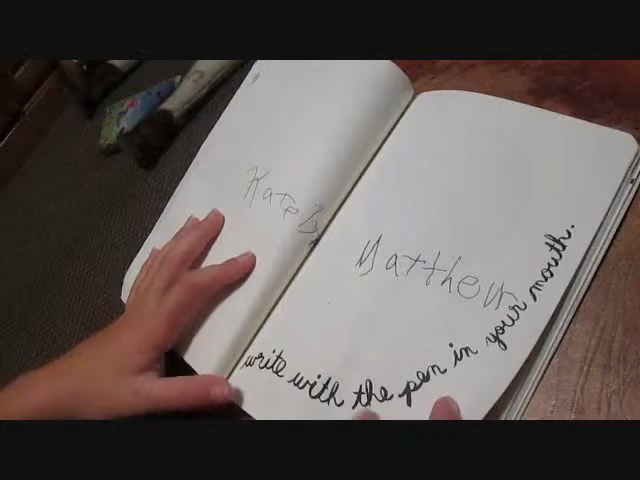 Kate
Matthew
write with the pen in your mouth.